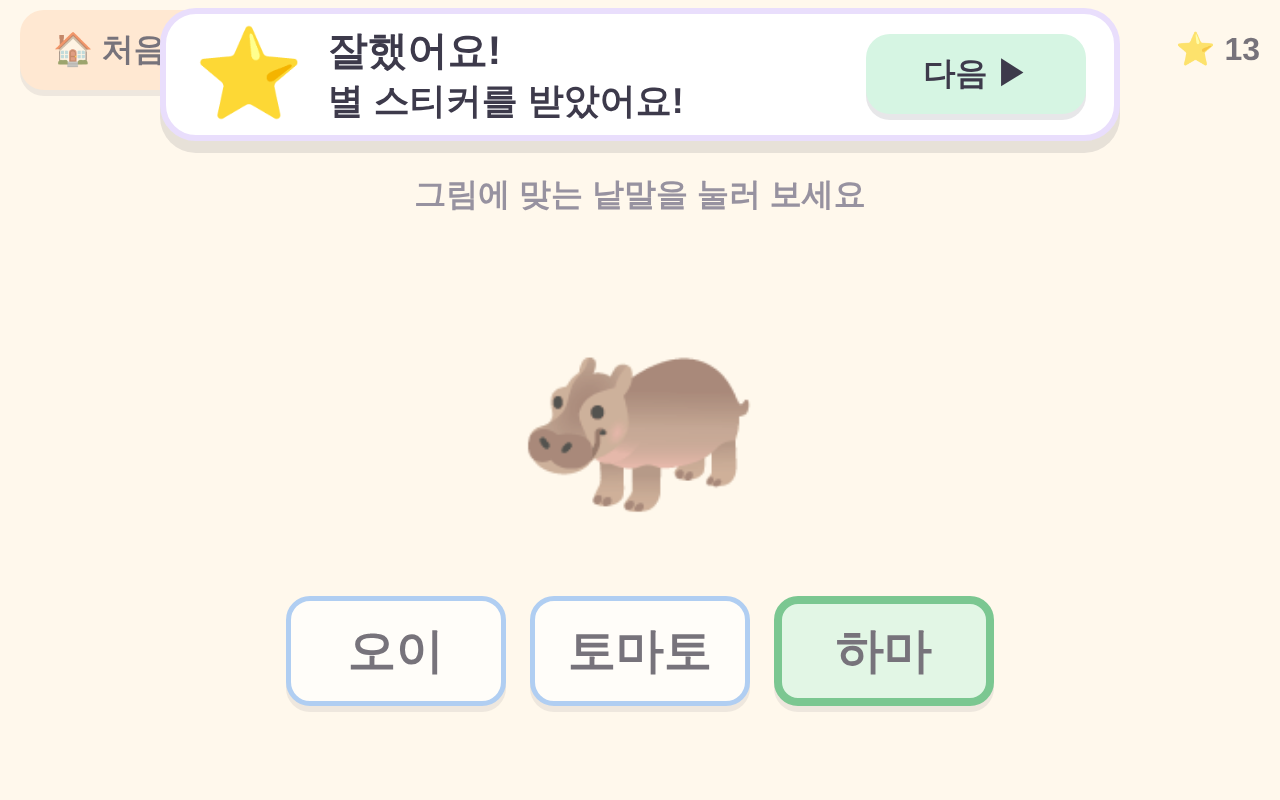 처음
잘했어요!
별 스티커를 받았어요!
다음 ▶
⭐ 13
그림에 맞는 낱말을 눌러 보세요
오이
토마토
하마